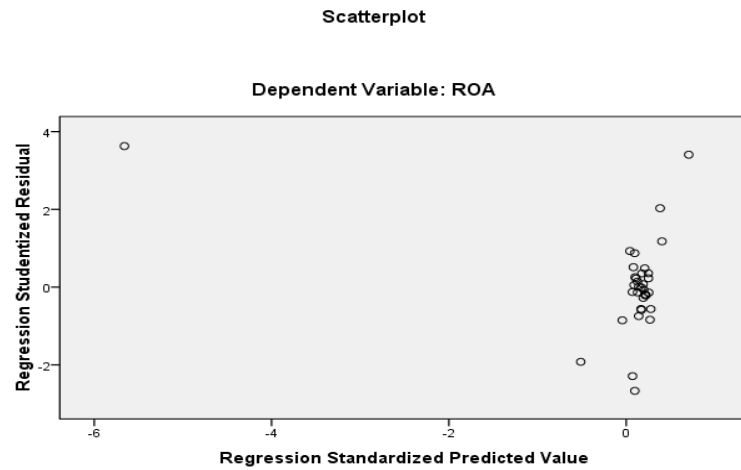 Scatterplot
Dependent Variable: ROA
Regression Studentized Residual
4
2
0
-2
-6
-4
-2
0
Regression Standardized Predicted Value